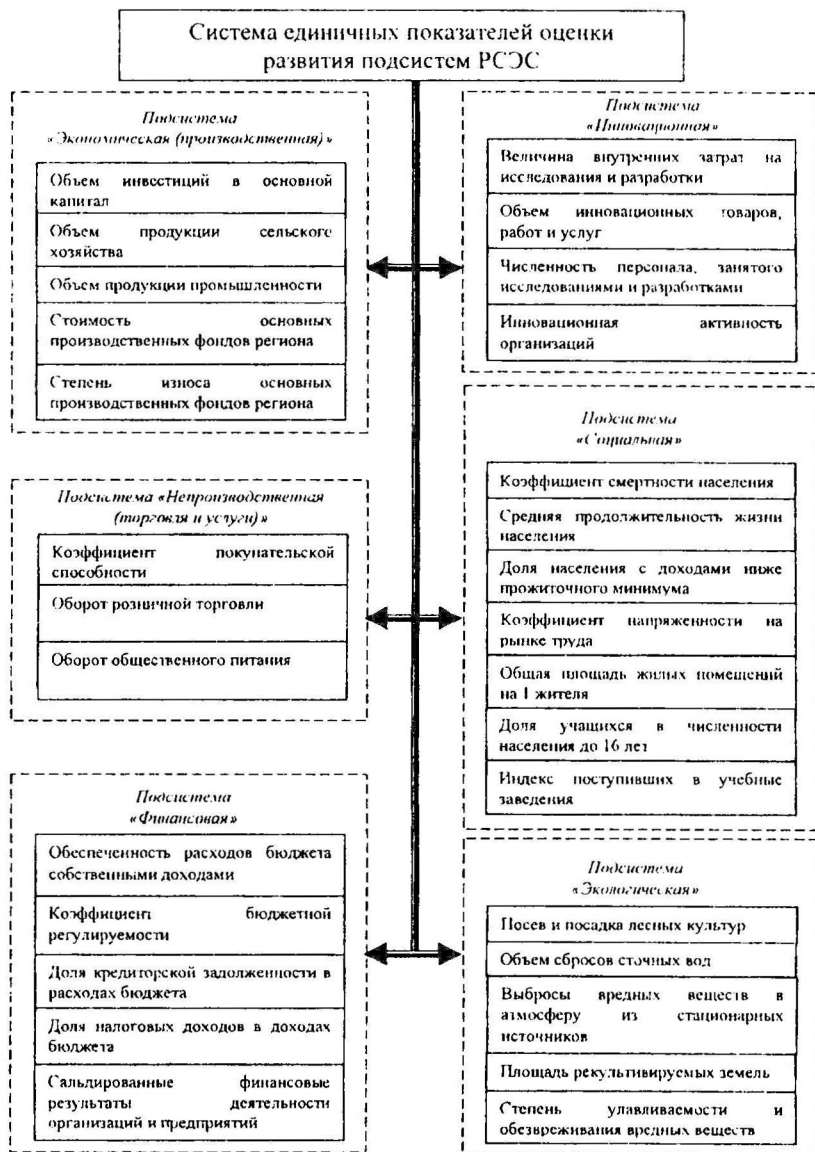 Система единичных показателей оценки
развития подсистем РСЭС
Подсистема
«Экономическая (производственная)»
Объем инвестиций в основной
капитал
Объем продукции сельского
хозяйства
Объем продукции промышленности
Стоимость основных
производственных фондов региона
Степень износа основных
производственных фондов региона
Подсистема
«Инновационная»
Величина внутренних затрат на
исследования и разработки
Объем инновационных товаров,
работ и услуг
Численность персонала, занятого
исследованиями и разработками
Инновационная активность
организаций
Подсистема «Непроизводственная
(торговля и услуги)»
Коэффициент покупательской
способности
Оборот розничной торговли
Оборот общественного питания
Подсистема
«Социальная»
Коэффициент смертности населения
Средняя продолжительность жизни
населения
Доля населения с доходами ниже
прожиточного минимума
Коэффициент напряженности на
рынке труда
Общая площадь жилых помещений
на 1 жителя
Доля учащихся в численности
населения до 16 лет
Индекс поступивших в учебные
заведения
Подсистема
«Финансовая»
Обеспеченность расходов бюджета
собственными доходами
Коэффициент бюджетной
регулируемости
Доля кредиторской задолженности в
расходах бюджета
Доля налоговых доходов в доходах
бюджета
Сальдированные финансовые
результаты деятельности
организаций и предприятий
Подсистема
«Экологическая»
Посев и посадка лесных культур
Объем сбросов сточных вод
Выбросы вредных веществ в
атмосферу из стационарных
источников
Площадь рекультивируемых земель
Степень улавливаемости и
обезвреживания вредных веществ